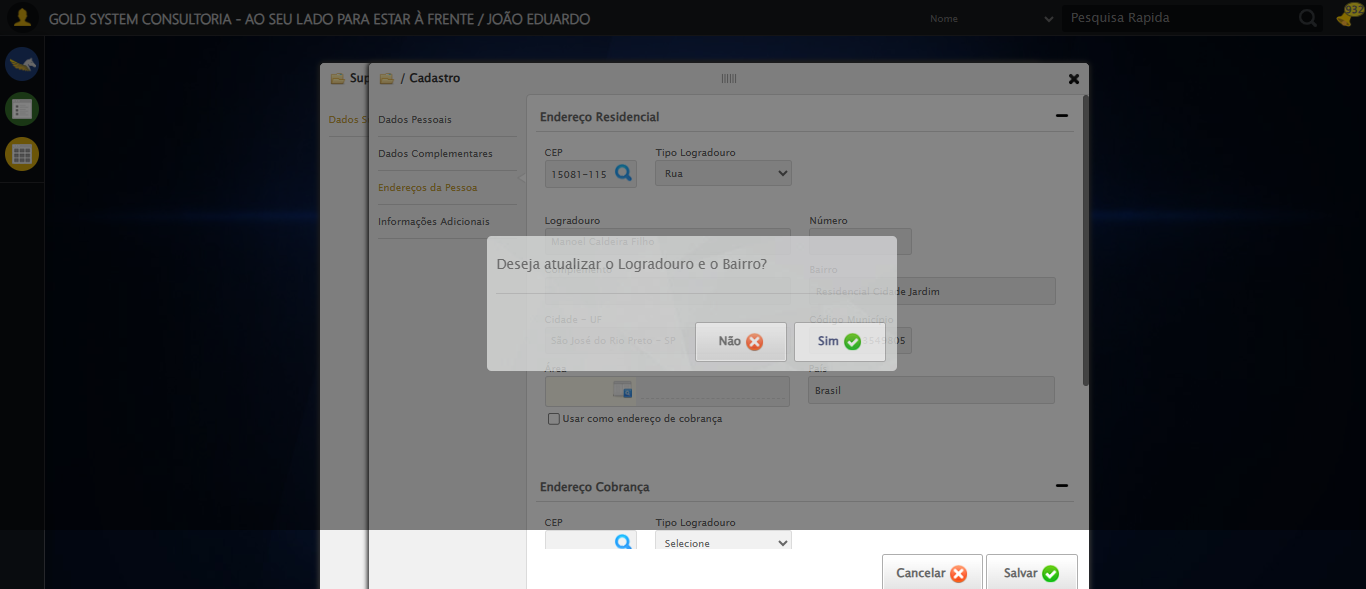 GOLD SYSTEM CONSULTORIA - AO SEU LADO PARA ESTAR À FRENTE / JOÃO EDUARDO
Nome
Pesquisa Rapida
932
/ Cadastro
Dados Pessoais
Dados Complementares
Endereços da Pessoa
Informações Adicionais
Endereço Residencial
CEP
Tipo Logradouro
15081-115
Rua
Logradouro
Número
Manoel Caldeira Filho
Deseja atualizar o Logradouro e o Bairro?
Bairro
Residencial Cidade Jardim
Cidade - UF
Código Município
São José do Rio Preto - SP
Não
Sim
Área
País
Brasil
Usar como endereço de cobrança
Endereço Cobrança
CEP
Tipo Logradouro
Selecione
Cancelar
Salvar